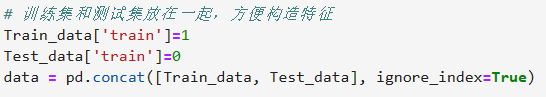 # 训练集和测试集放在一起，方便构造特征
Train_data['train']=1
Test_data['train']=0
data = pd.concat([Train_data, Test_data], ignore_index=True)